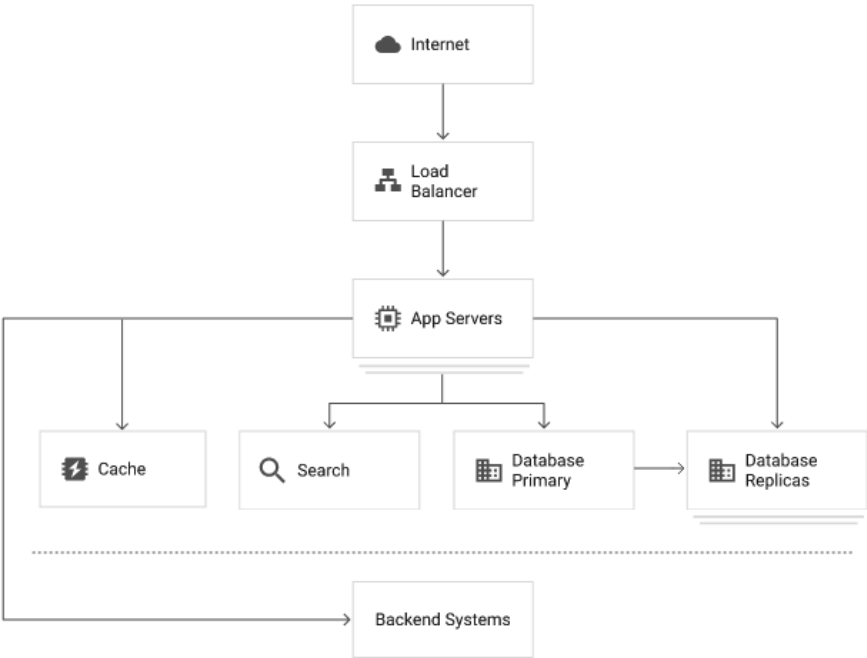 Internet
Load
Balancer
App Servers
Cache
Search
Database
Primary
Database
Replicas
Backend Systems